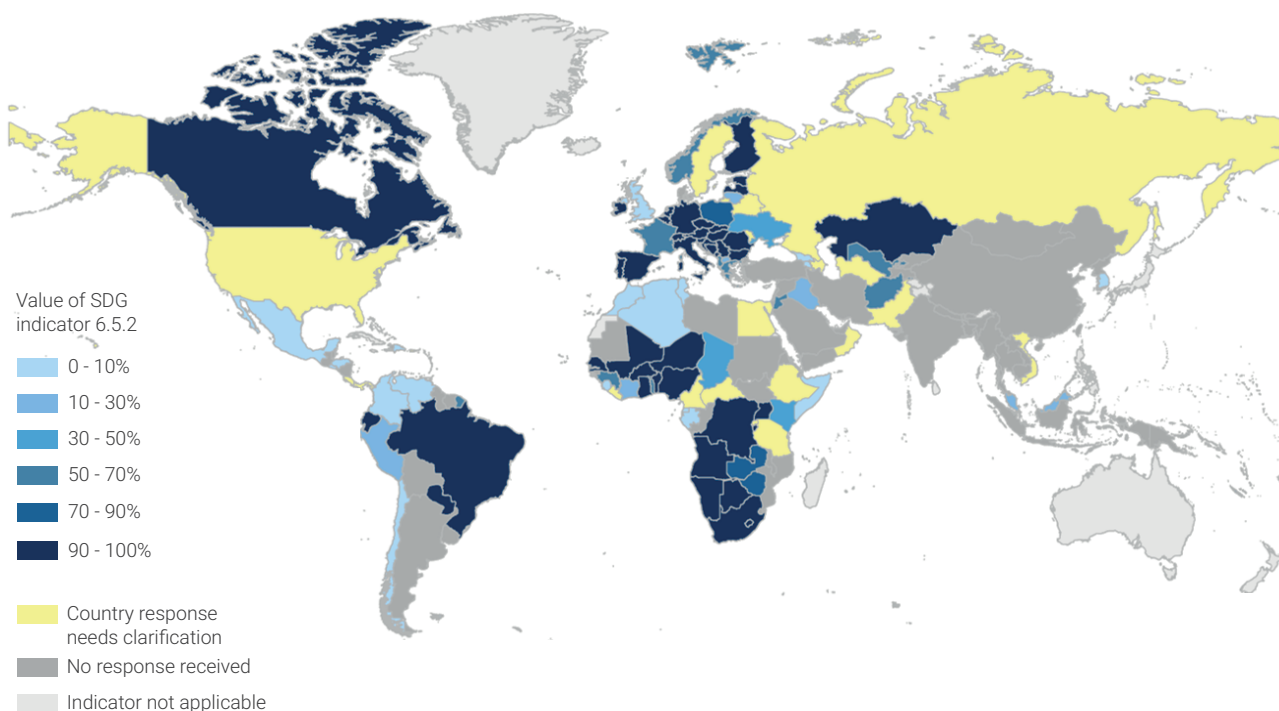 Value of SDG
indicator 6.5.2
0 - 10%
10 - 30%
30 - 50%
50 - 70%
70 - 90%
90 - 100%
Country response
needs clarification
No response received
Indicator not applicable